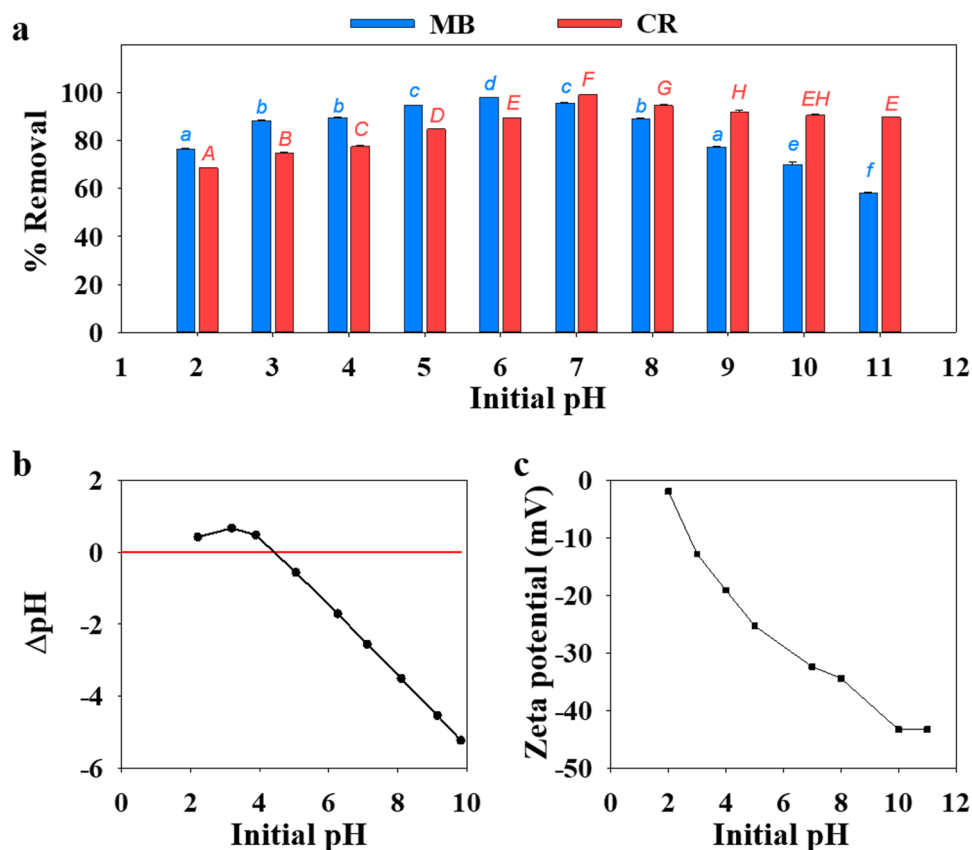 MB CR
a
100
80
60
40
20
0
% Removal
a A b B b C c D d E c F b G a H e EH f E
1 2 3 4 5 6 7 8 9 10 11 12
Initial pH
b
2
0
-2
-4
-6
ΔpH
0 2 4 6 8 10
Initial pH
c
0
-10
-20
-30
-40
-50
Zeta potential (mV)
0 2 4 6 8 10 12
Initial pH